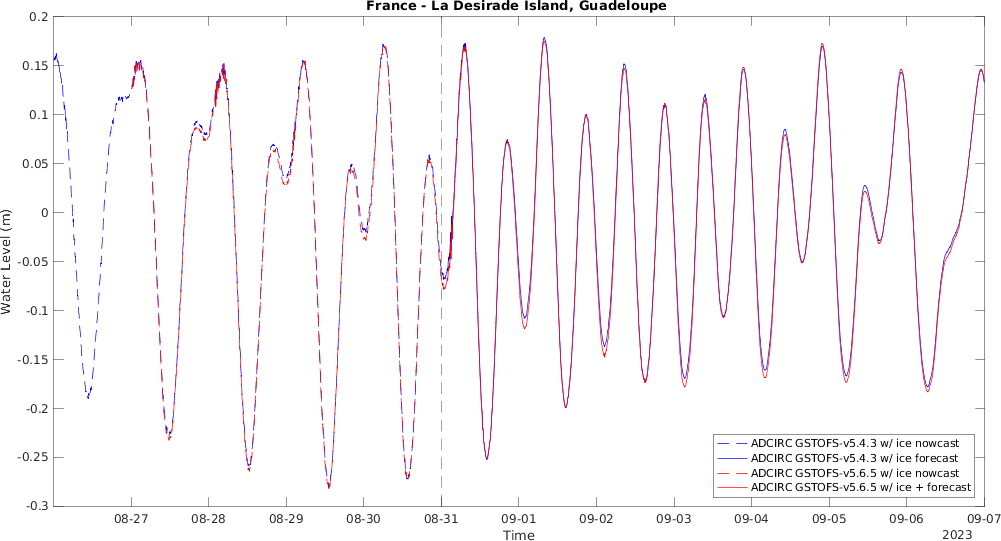 France - La Desirade Island, Guadeloupe
0.2
0.15
0.1
0.05
0
-0.05
-0.1
-0.15
-0.2
-0.25
-0.3
Water Level (m)
ADCIRC GSTOFS-v5.4.3 w/ ice nowcast
ADCIRC GSTOFS-v5.4.3 w/ ice forecast
ADCIRC GSTOFS-v5.6.5 w/ ice nowcast
ADCIRC GSTOFS-v5.6.5 w/ ice + forecast
08-27 08-28 08-29 08-30 08-31 09-01 09-02 09-03 09-04 09-05 09-06 09-07
Time
2023